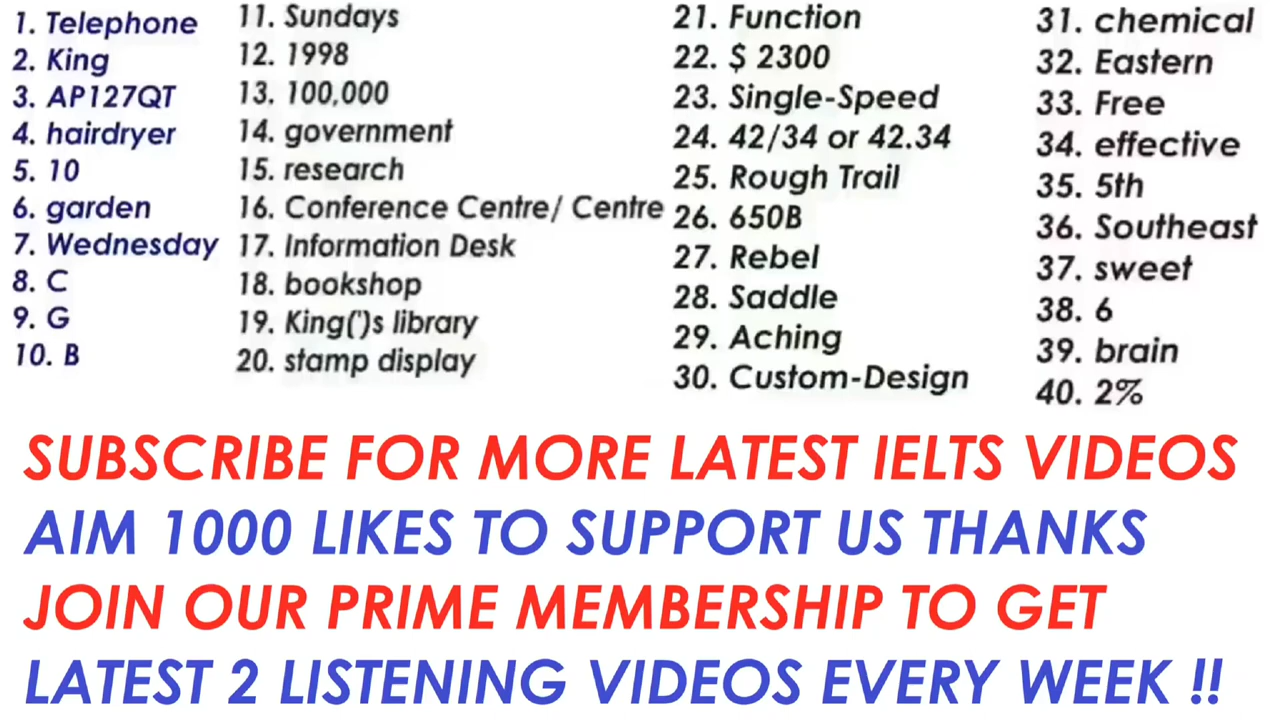 1. Telephone
2. King
3. AP127QT
4. hairdryer
5. 10
6. garden
7. Wednesday
8. C
9. G
10. B
11. Sundays
12. 1998
13. 100,000
14. government
15. research
16. Conference Centre/ Centre
17. Information Desk
18. bookshop
19. King(')s library
20. stamp display
21. Function
22. $ 2300
23. Single-Speed
24. 42/34 or 42.34
25. Rough Trail
26. 650B
27. Rebel
28. Saddle
29. Aching
30. Custom-Design
31. chemical
32. Eastern
33. Free
34. effective
35. 5th
36. Southeast
37. sweet
38. 6
39. brain
40. 2%
SUBSCRIBE FOR MORE LATEST IELTS VIDEOS
AIM 1000 LIKES TO SUPPORT US THANKS
JOIN OUR PRIME MEMBERSHIP TO GET
LATEST 2 LISTENING VIDEOS EVERY WEEK !!